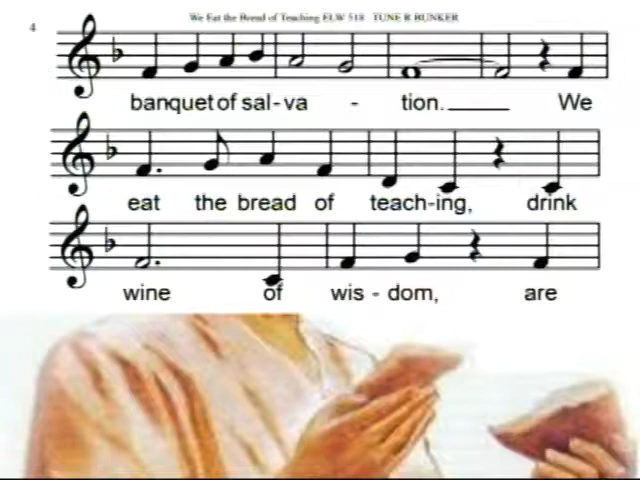 We Eat the Bread of Teaching ELW 518 TUNE R BUNKER
4
banquet of sal-va - tion. We
eat the bread of teach-ing, drink
wine of wis - dom, are